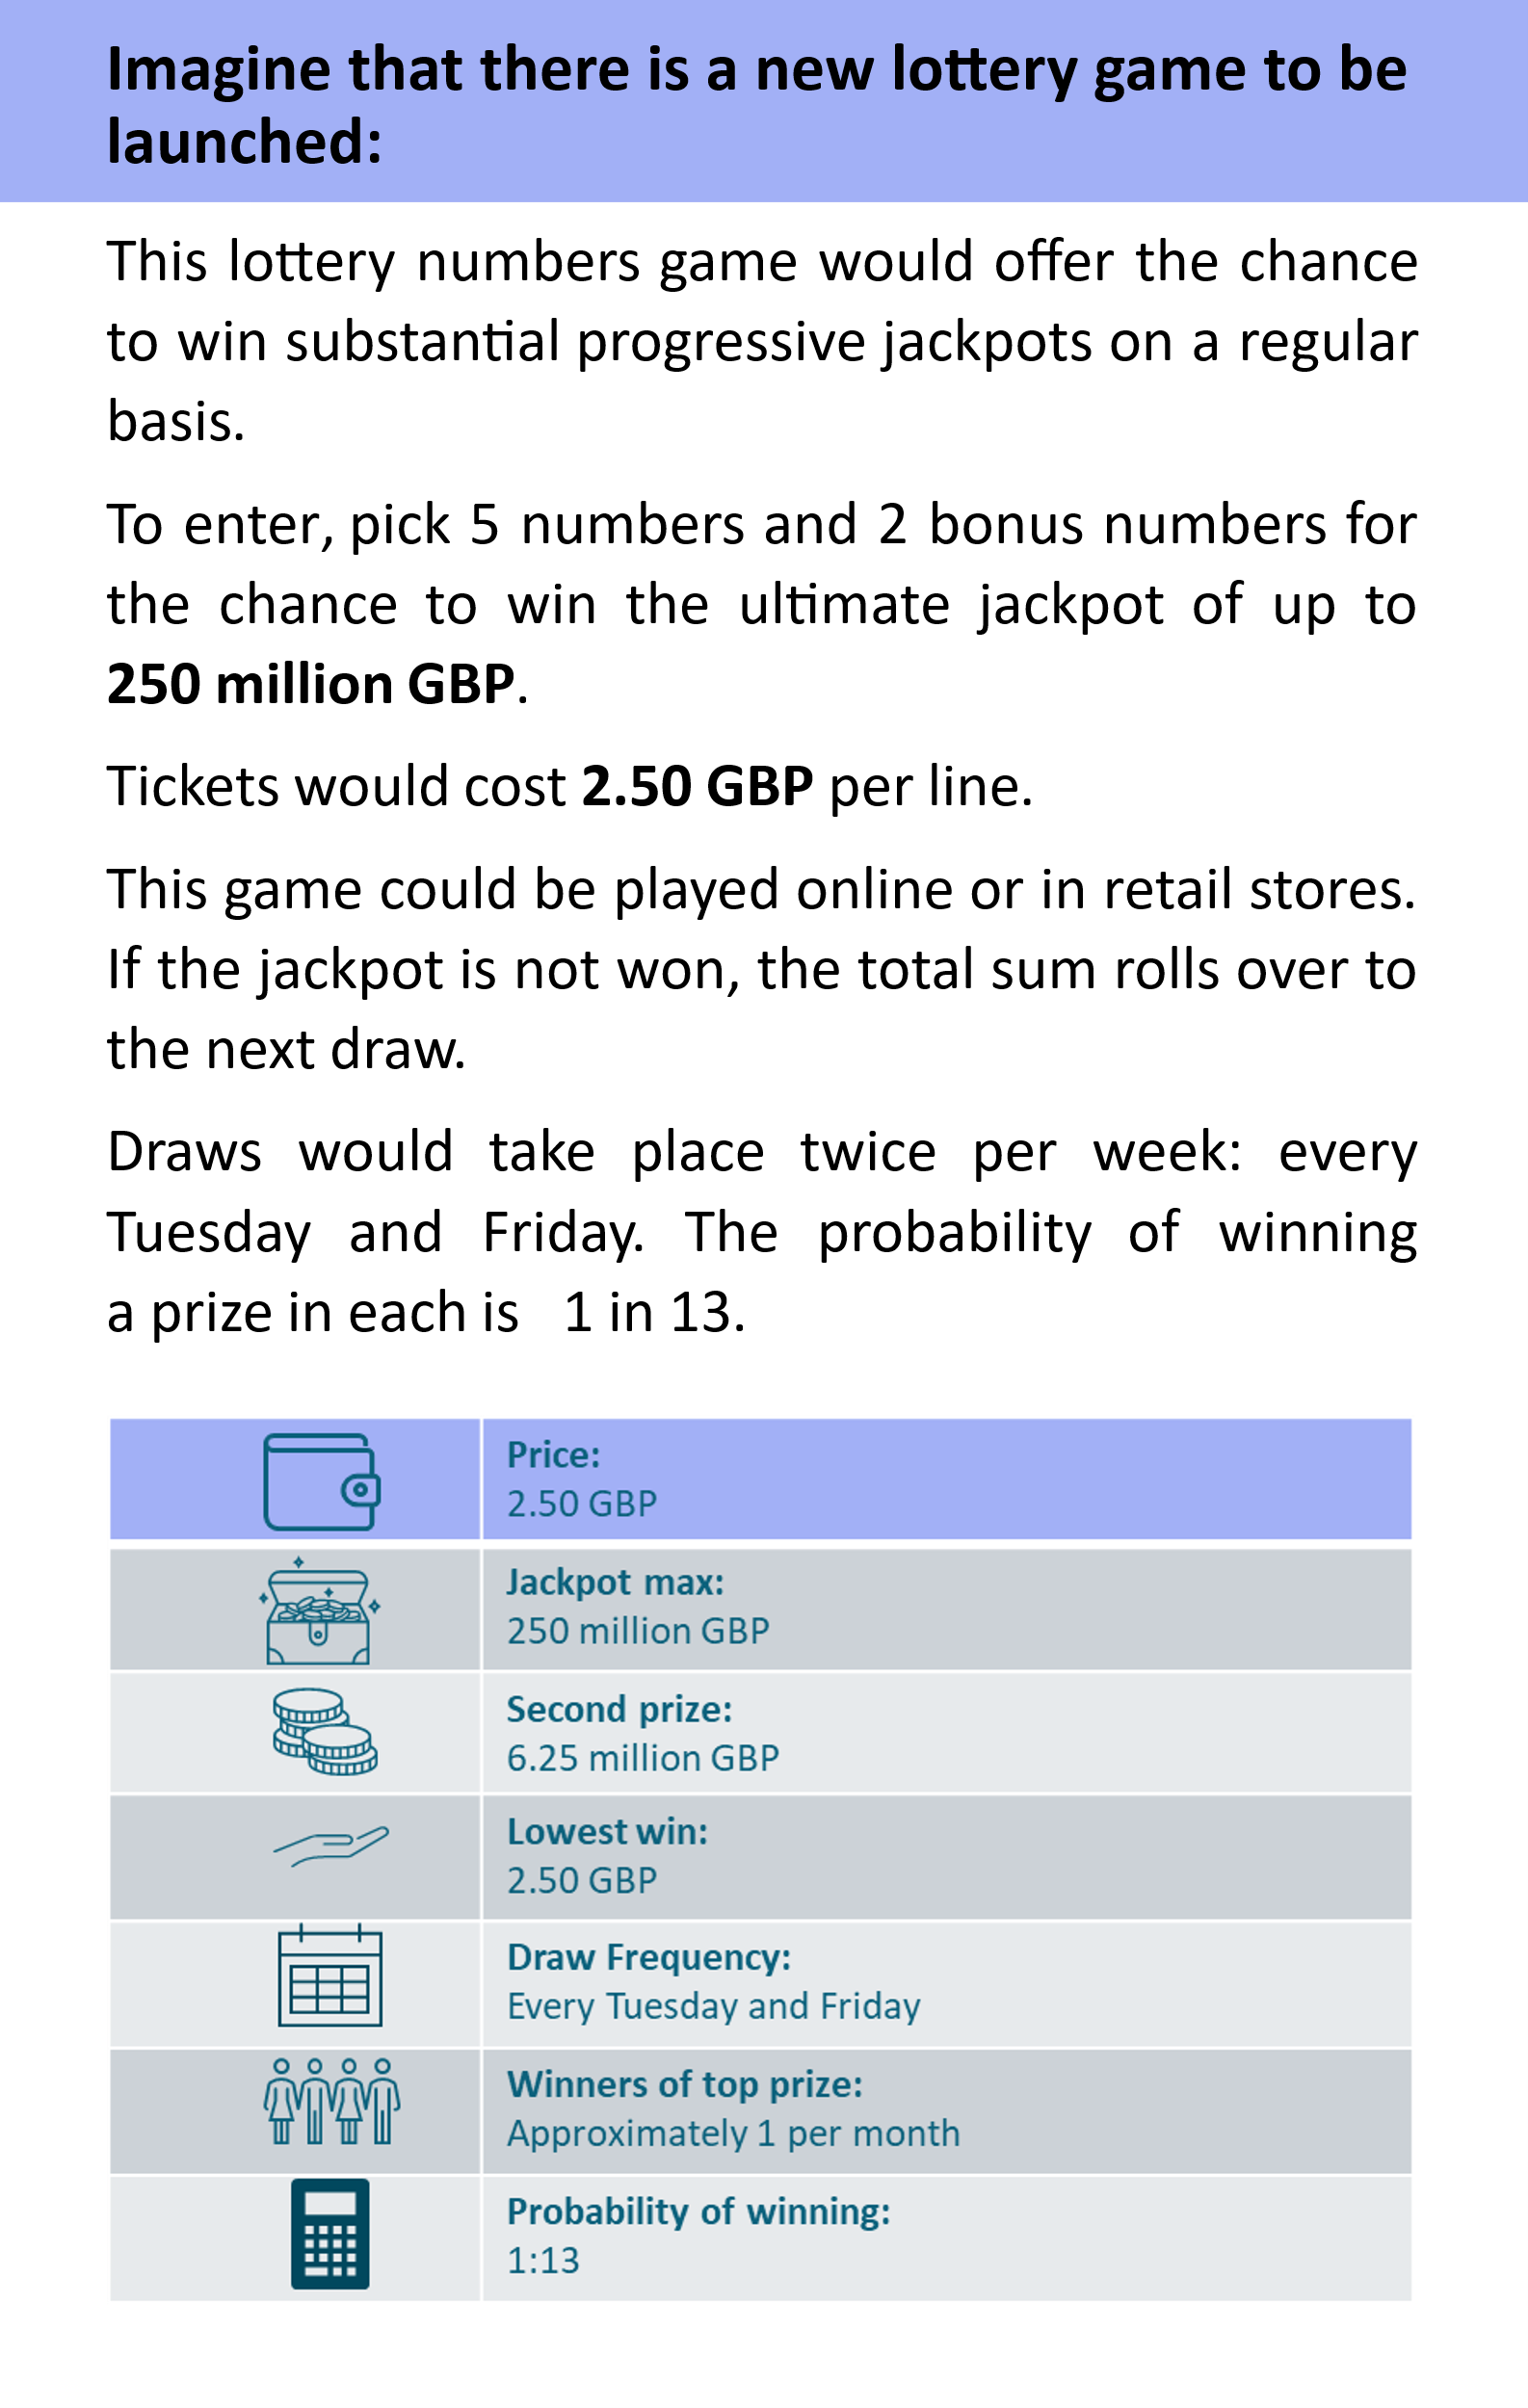 Imagine that there is a new lottery game to be
launched:
This lottery numbers game would offer the chance
to win substantial progressive jackpots on a regular
basis.
To enter, pick 5 numbers and 2 bonus numbers for
the chance to win the ultimate jackpot of up to
250 million GBP.
Tickets would cost 2.50 GBP per line.
This game could be played online or in retail stores.
If the jackpot is not won, the total sum rolls over to
the next draw.
Draws would take place twice per week: every
Tuesday and Friday. The probability of winning
a prize in each is 1 in 13.
Price:
2.50 GBP
Jackpot max:
250 million GBP
Second prize:
6.25 million GBP
Lowest win:
2.50 GBP
Draw Frequency:
Every Tuesday and Friday
Winners of top prize:
Approximately 1 per month
Probability of winning:
1:13